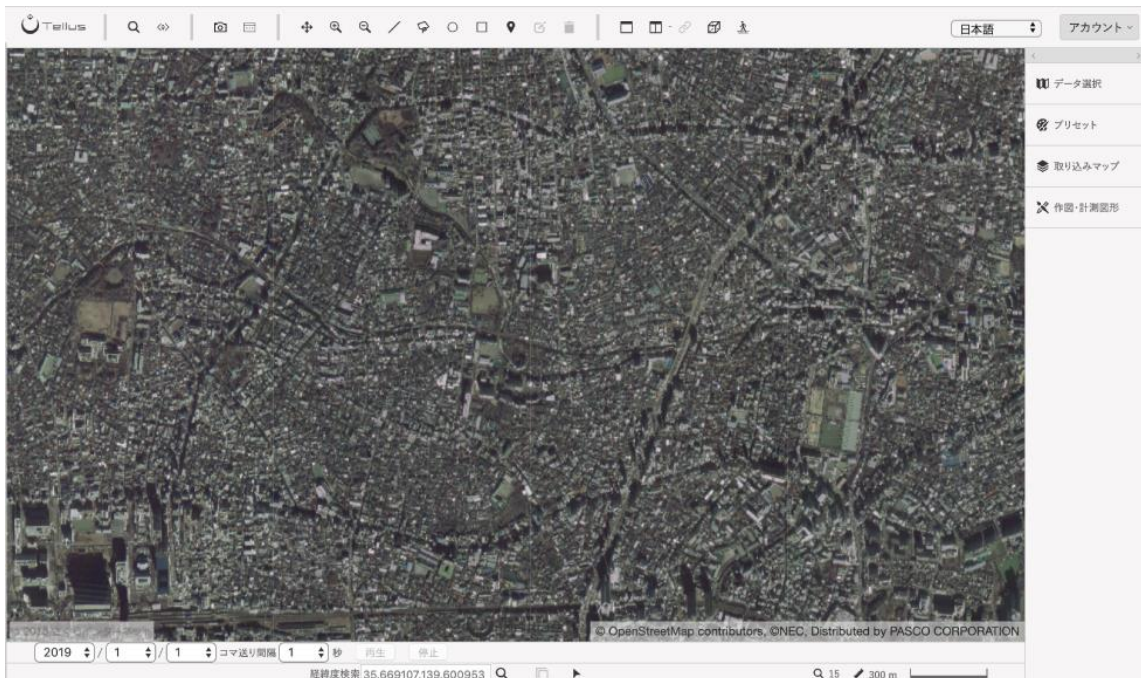 Tellus
日本語
アカウント
データ選択
プリセット
取り込みマップ
作図・計測図形
© OpenStreetMap contributors, ©NEC, Distributed by PASCO CORPORATION
2019 / 1 / 1 コマ送り間隔 1 秒 再生 停止
経緯度検索 35.669107,139.600953 15 300 m